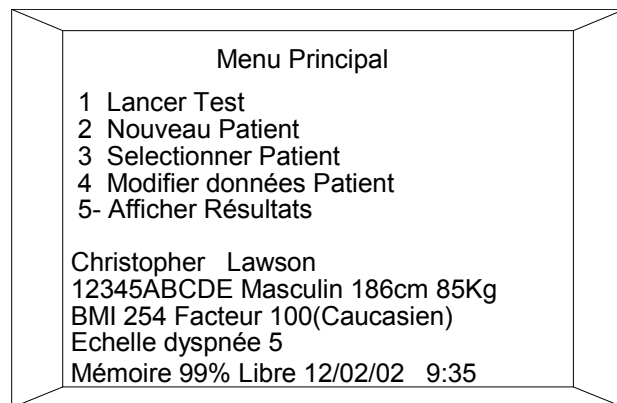 Menu Principal
1 Lancer Test
2 Nouveau Patient
3 Selectionner Patient
4 Modifier données Patient
5- Afficher Résultats
Christopher Lawson
12345ABCDE Masculin 186cm 85Kg
BMI 254 Facteur 100(Caucasien)
Echelle dyspnée 5
Mémoire 99% Libre 12/02/02 9:35